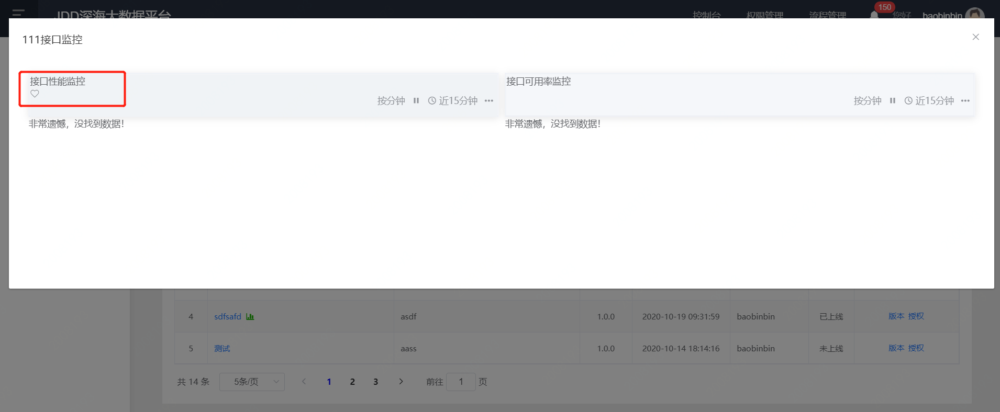 JDD深海大数据平台
控制台 权限管理 流程管理 150 您好 baobinbin
111接口监控
接口性能监控
按分钟 近15分钟
非常遗憾，没找到数据！
接口可用率监控
按分钟 近15分钟
非常遗憾，没找到数据！
4 sdfsafd asdf 1.0.0 2020-10-19 09:31:59 baobinbin 已上线 版本 授权
5 测试 aass 1.0.0 2020-10-14 18:14:16 baobinbin 未上线 版本 授权
共 14 条 5条/页 1 2 3 前往 1 页